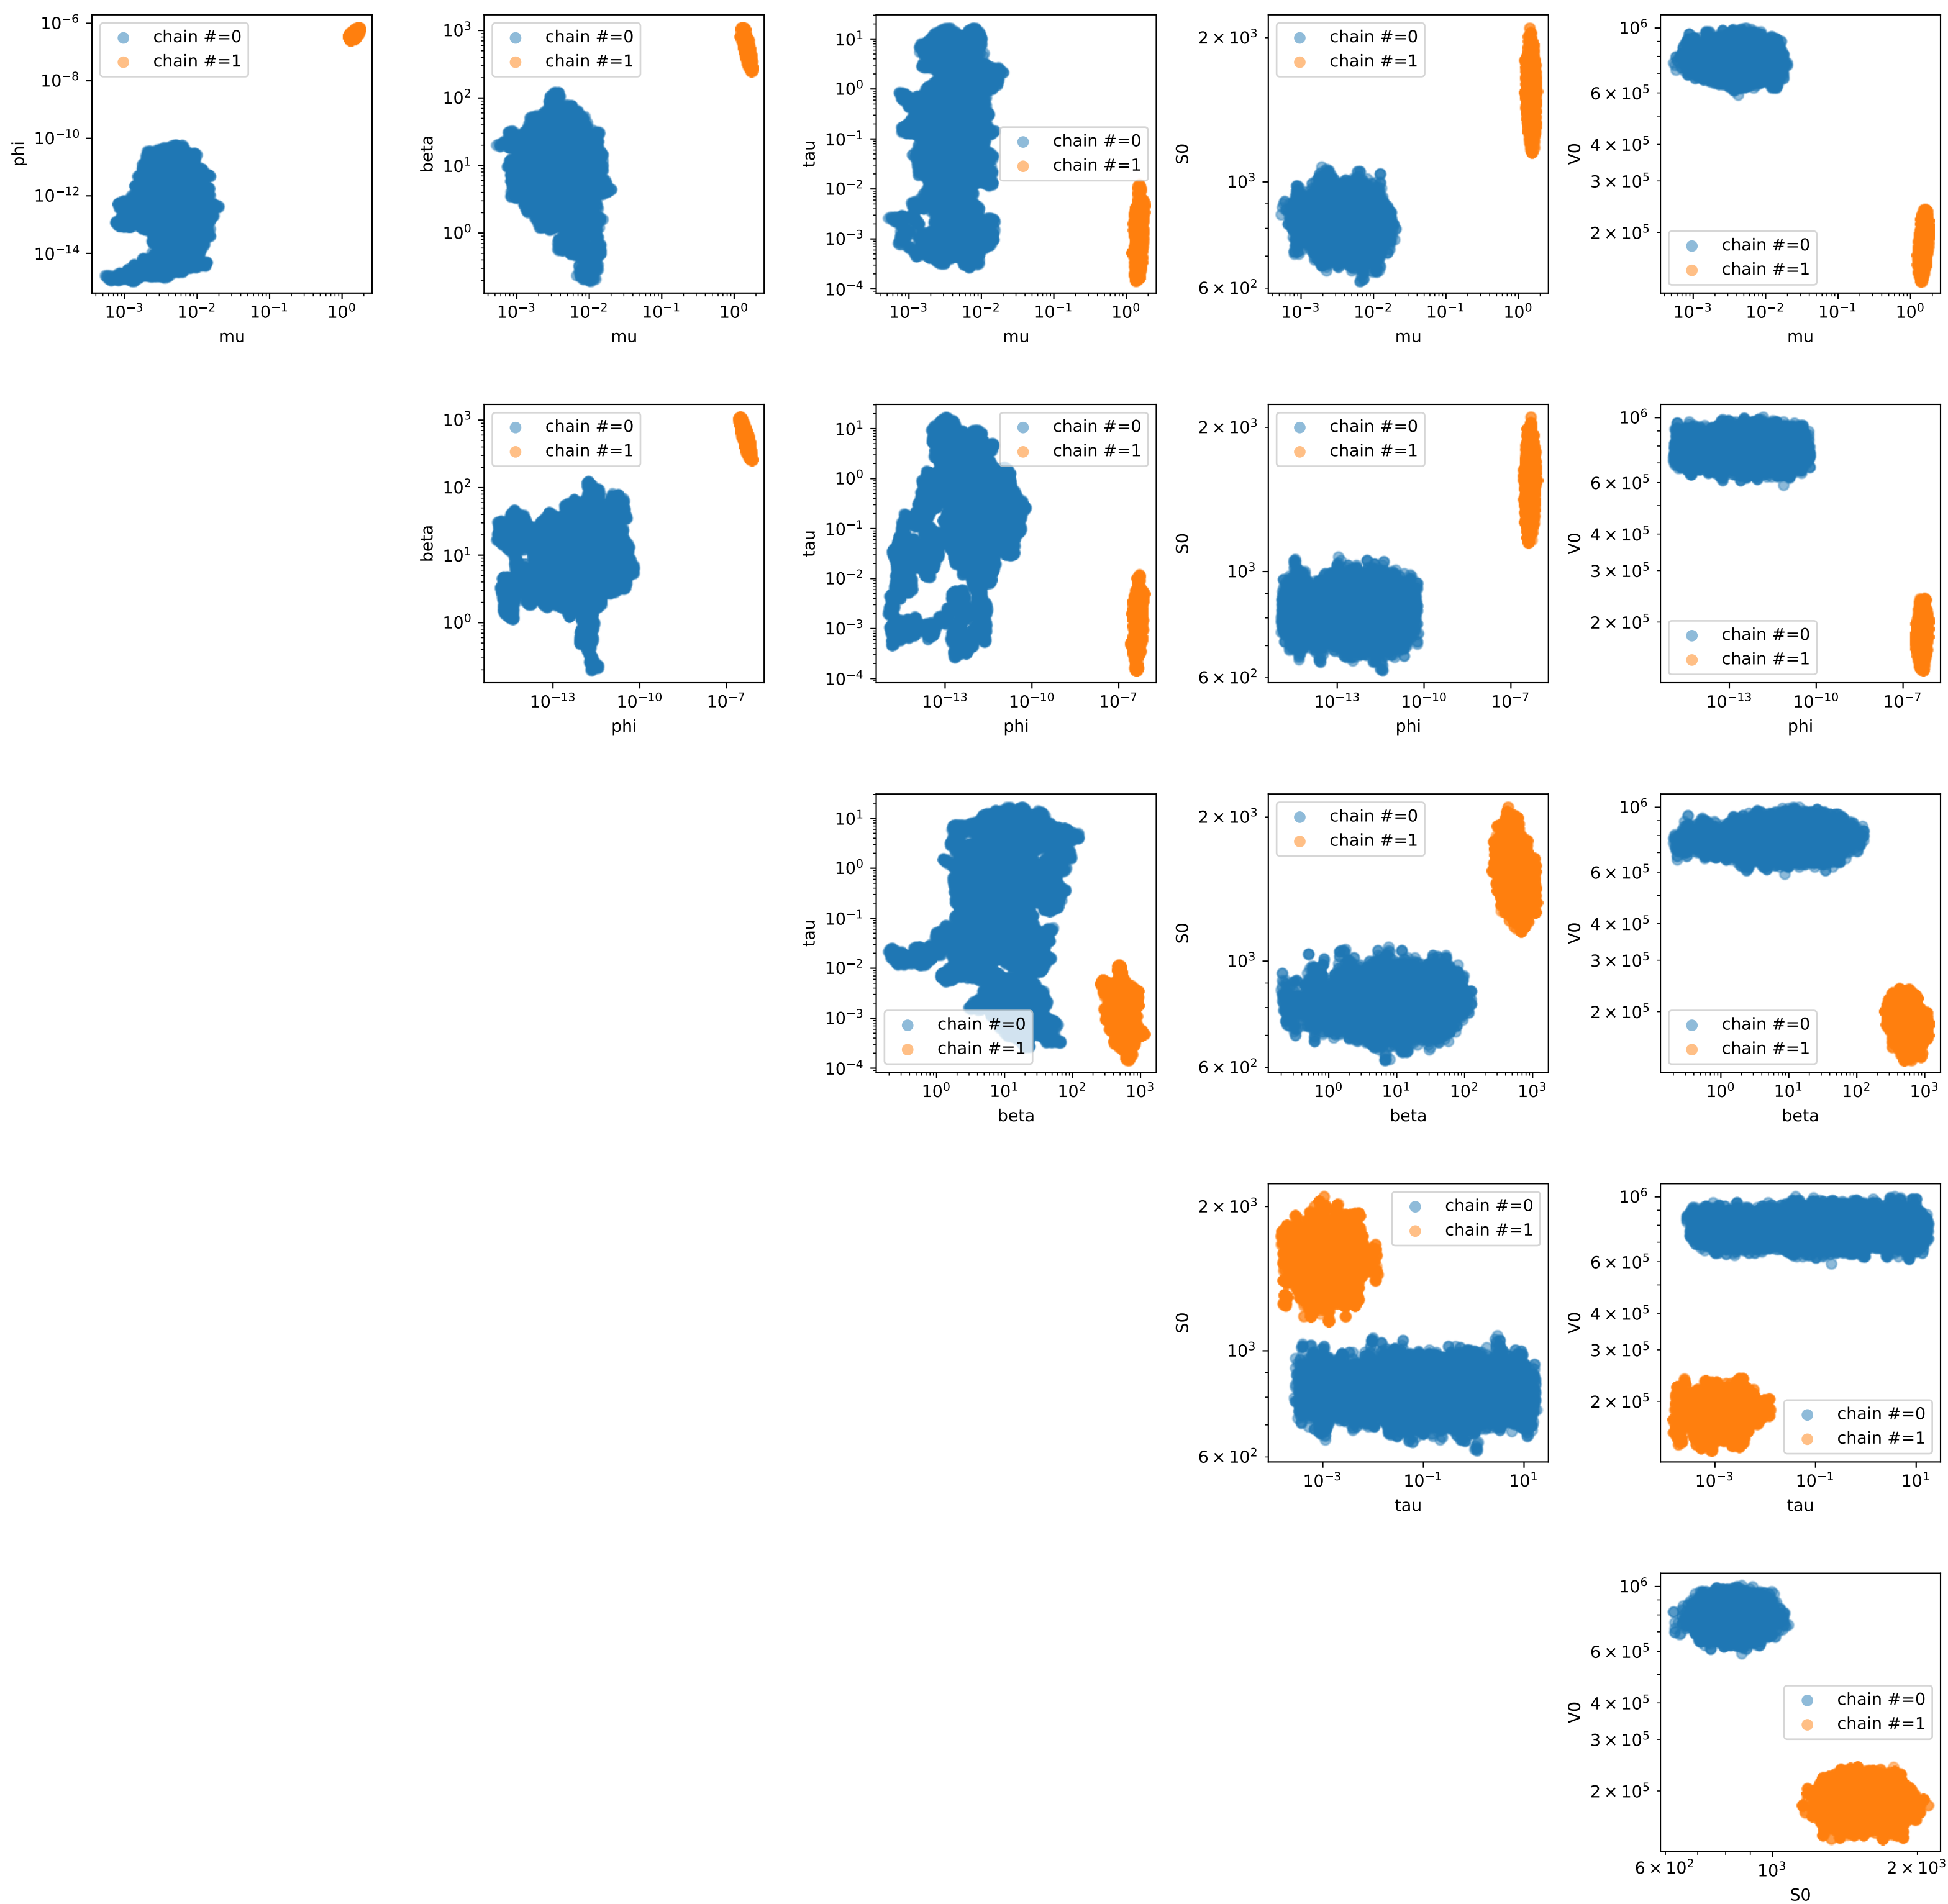 10⁻⁶
10⁻⁸
10⁻¹⁰
10⁻¹²
10⁻¹⁴
phi
chain #=0
chain #=1
10⁻³ 10⁻² 10⁻¹ 10⁰
mu
10³
10²
10¹
10⁰
beta
chain #=0
chain #=1
10⁻³ 10⁻² 10⁻¹ 10⁰
mu
10¹
10⁰
10⁻¹
10⁻²
10⁻³
10⁻⁴
tau
chain #=0
chain #=1
10⁻³ 10⁻² 10⁻¹ 10⁰
mu
2 × 10³
10³
6 × 10²
S0
chain #=0
chain #=1
10⁻³ 10⁻² 10⁻¹ 10⁰
mu
10⁶
6 × 10⁵
4 × 10⁵
3 × 10⁵
2 × 10⁵
V0
chain #=0
chain #=1
10⁻³ 10⁻² 10⁻¹ 10⁰
mu
10³
10²
10¹
10⁰
beta
chain #=0
chain #=1
10⁻¹³ 10⁻¹⁰ 10⁻⁷
phi
10¹
10⁰
10⁻¹
10⁻²
10⁻³
10⁻⁴
tau
chain #=0
chain #=1
10⁻¹³ 10⁻¹⁰ 10⁻⁷
phi
2 × 10³
10³
6 × 10²
S0
chain #=0
chain #=1
10⁻¹³ 10⁻¹⁰ 10⁻⁷
phi
10⁶
6 × 10⁵
4 × 10⁵
3 × 10⁵
2 × 10⁵
V0
chain #=0
chain #=1
10⁻¹³ 10⁻¹⁰ 10⁻⁷
phi
10¹
10⁰
10⁻¹
10⁻²
10⁻³
10⁻⁴
tau
chain #=0
chain #=1
10⁰ 10¹ 10² 10³
beta
2 × 10³
10³
6 × 10²
S0
chain #=0
chain #=1
10⁰ 10¹ 10² 10³
beta
10⁶
6 × 10⁵
4 × 10⁵
3 × 10⁵
2 × 10⁵
V0
chain #=0
chain #=1
10⁰ 10¹ 10² 10³
beta
2 × 10³
10³
6 × 10²
S0
chain #=0
chain #=1
10⁻³ 10⁻¹ 10¹
tau
10⁶
6 × 10⁵
4 × 10⁵
3 × 10⁵
2 × 10⁵
V0
chain #=0
chain #=1
10⁻³ 10⁻¹ 10¹
tau
10⁶
6 × 10⁵
4 × 10⁵
3 × 10⁵
2 × 10⁵
V0
chain #=0
chain #=1
6 × 10² 10³ 2 × 10³
S0